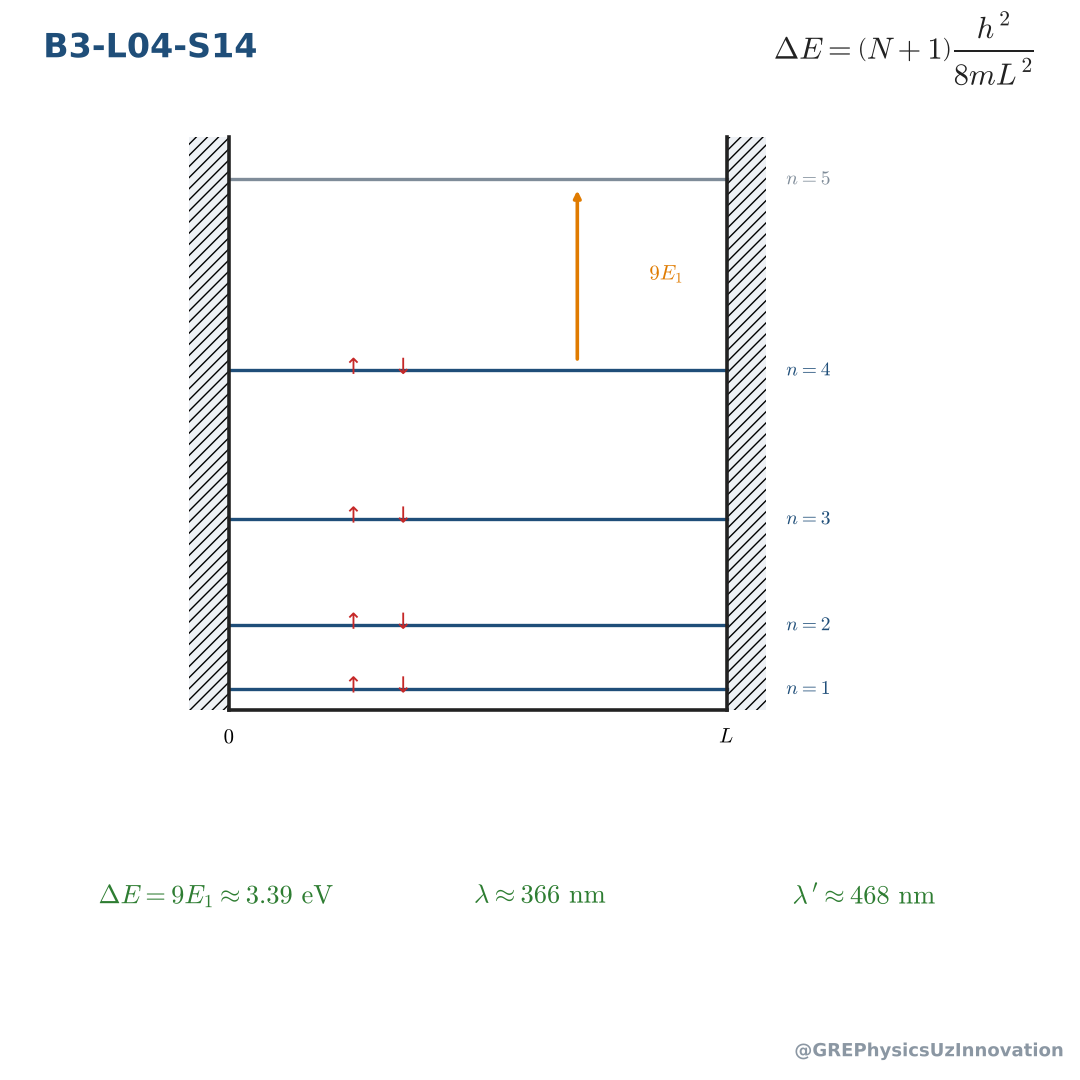 B3-L04-S14
ΔE = (N + 1) h² / 8mL²
n = 5
9E₁
↑ ↓ n = 4
↑ ↓ n = 3
↑ ↓ n = 2
↑ ↓ n = 1
0 L
ΔE = 9E₁ ≈ 3.39 eV λ ≈ 366 nm λ′ ≈ 468 nm
@GREPhysicsUzInnovation